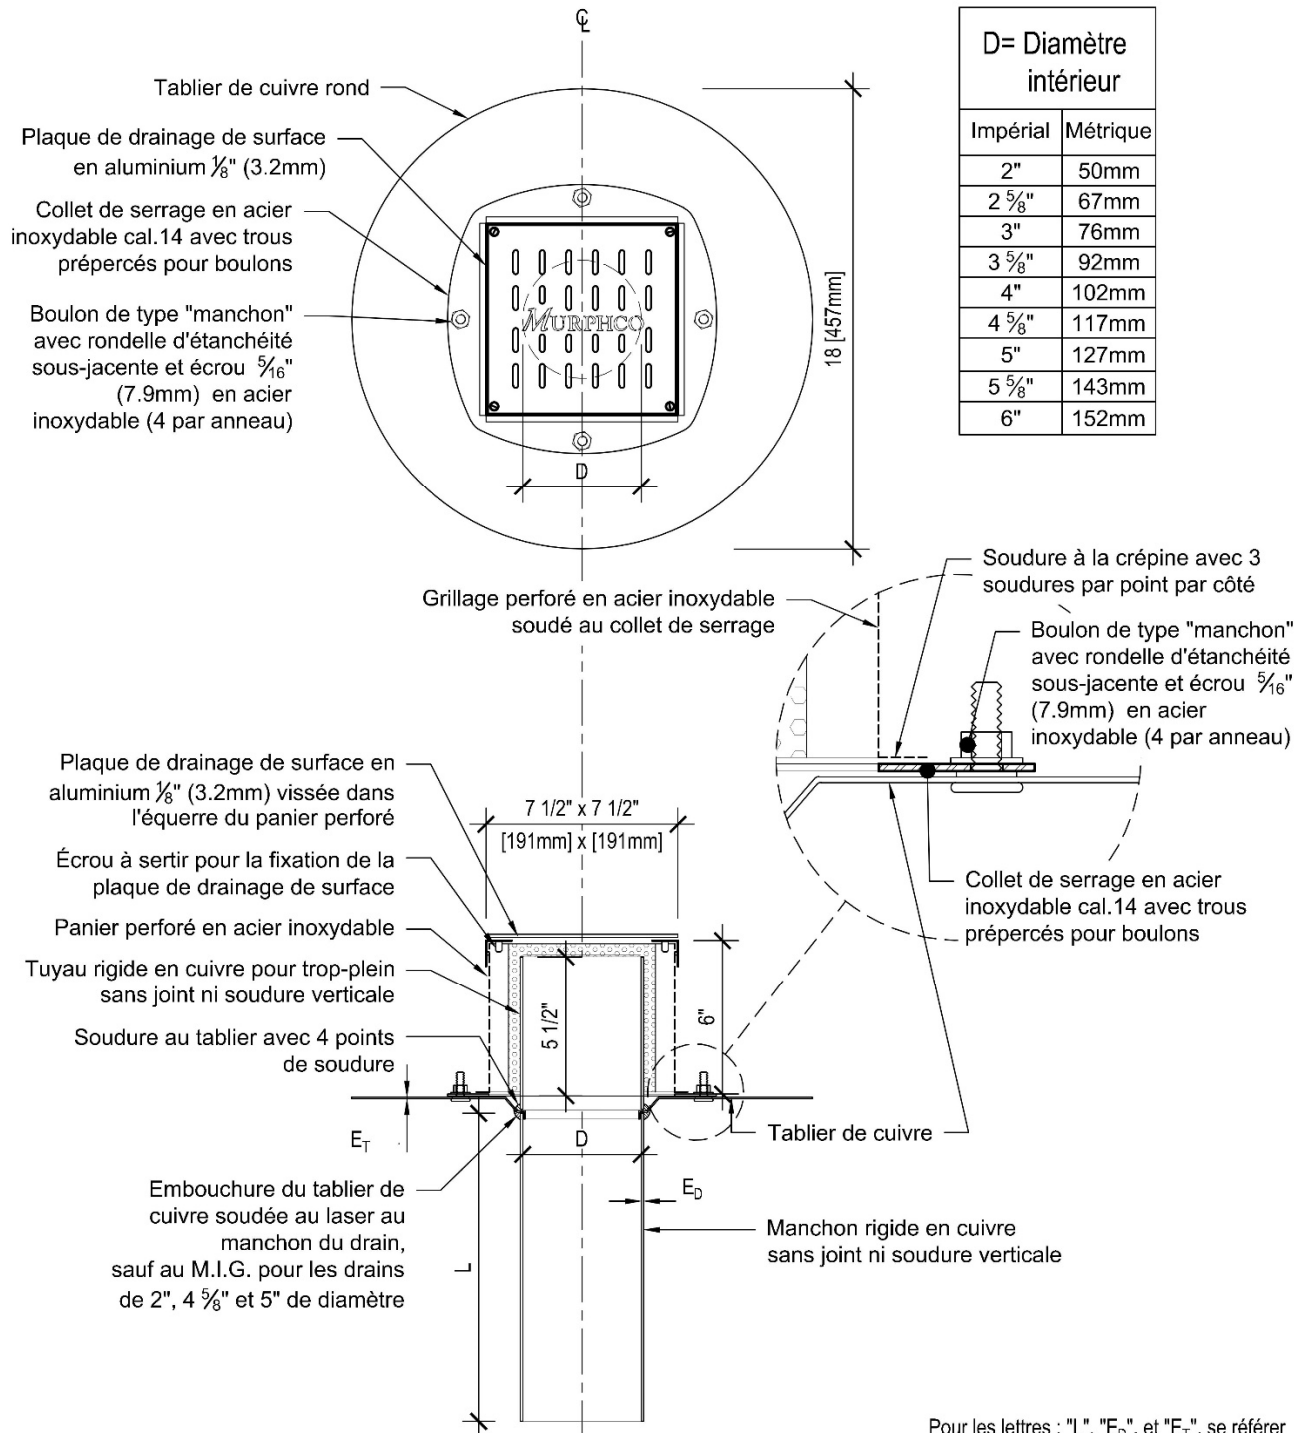 ℄
Tablier de cuivre rond
Plaque de drainage de surface
en aluminium ⅛" (3.2mm)
Collet de serrage en acier
inoxydable cal.14 avec trous
prépercés pour boulons
Boulon de type "manchon"
avec rondelle d'étanchéité
sous-jacente et écrou 5⁄16"
(7.9mm) en acier
inoxydable (4 par anneau)
MURPHCO
D
18 [457mm]
D= Diamètre
intérieur
Impérial Métrique
2" 50mm
2 ⅝" 67mm
3" 76mm
3 ⅝" 92mm
4" 102mm
4 ⅝" 117mm
5" 127mm
5 ⅝" 143mm
6" 152mm
Grillage perforé en acier inoxydable
soudé au collet de serrage
Soudure à la crépine avec 3
soudures par point par côté
Boulon de type "manchon"
avec rondelle d'étanchéité
sous-jacente et écrou 5⁄16"
(7.9mm) en acier
inoxydable (4 par anneau)
Collet de serrage en acier
inoxydable cal.14 avec trous
prépercés pour boulons
Plaque de drainage de surface en
aluminium ⅛" (3.2mm) vissée dans
l'équerre du panier perforé
Écrou à sertir pour la fixation de la
plaque de drainage de surface
Panier perforé en acier inoxydable
Tuyau rigide en cuivre pour trop-plein
sans joint ni soudure verticale
Soudure au tablier avec 4 points
de soudure
7 1/2" x 7 1/2"
[191mm] x [191mm]
5 1/2"
6"
E_T
D
E_D
L
Tablier de cuivre
Embouchure du tablier de
cuivre soudée au laser au
manchon du drain,
sauf au M.I.G. pour les drains
de 2", 4 ⅝" et 5" de diamètre
Manchon rigide en cuivre
sans joint ni soudure verticale
Pour les lettres : "L", "E_D", et "E_T", se référer